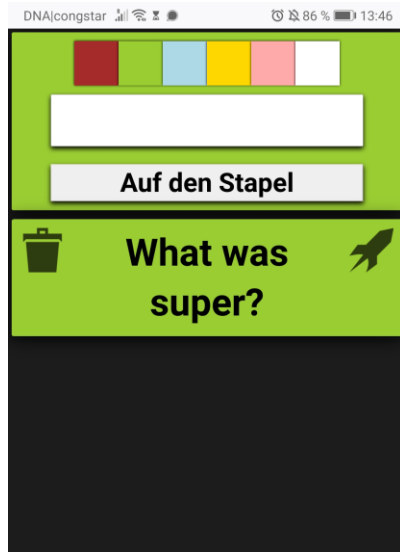 DNA|congstar 86 % 13:46
Auf den Stapel
What was
super?